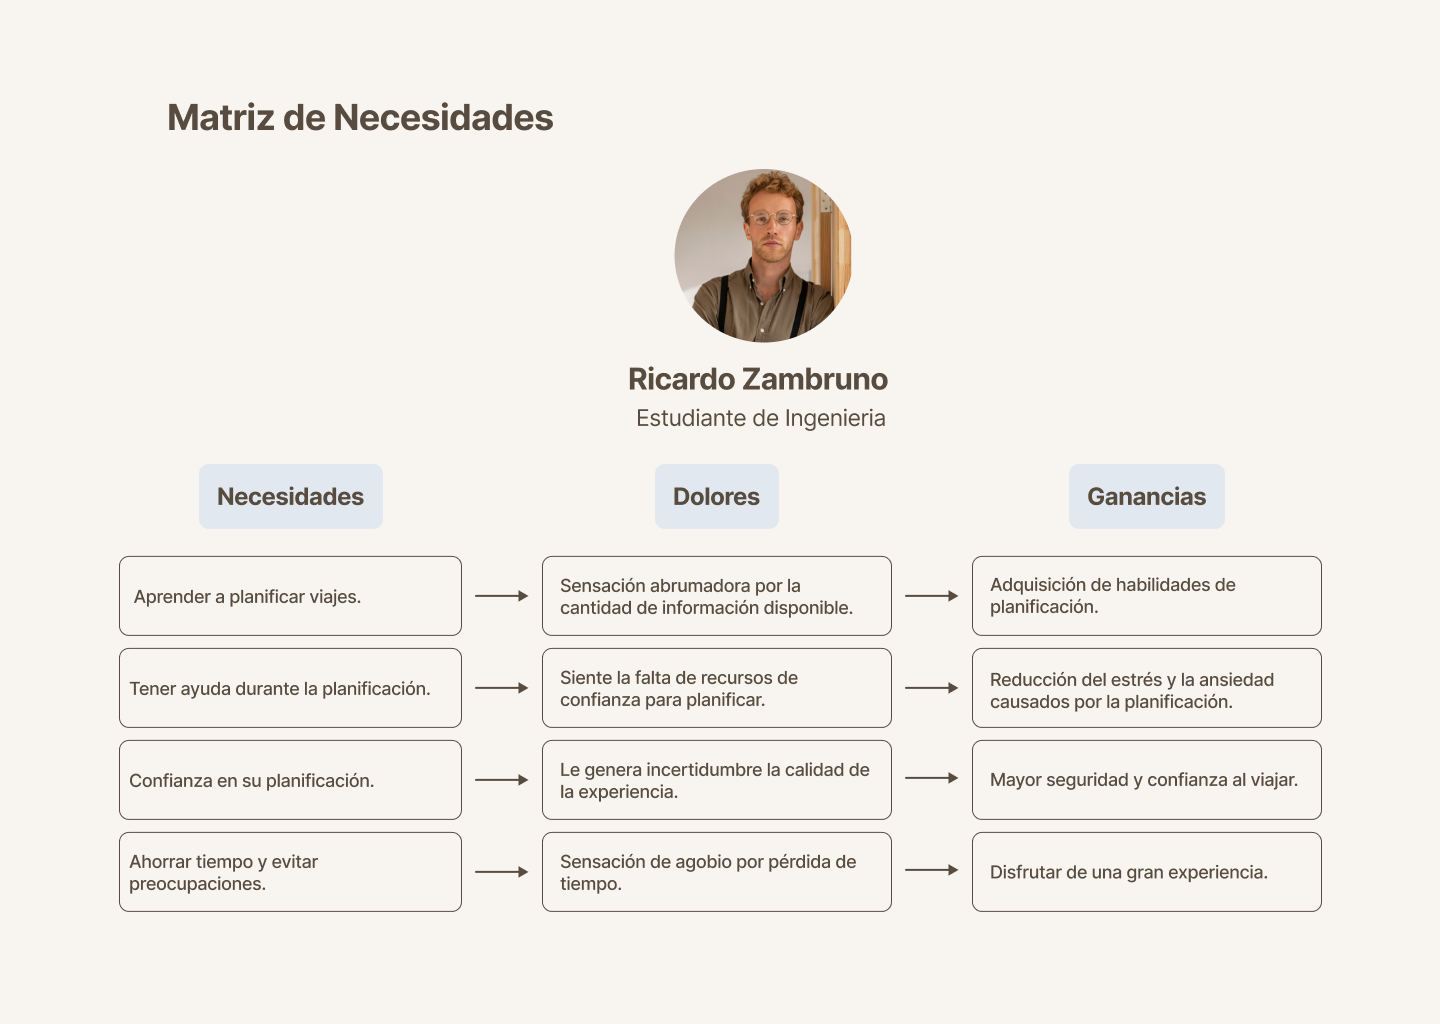 Matriz de Necesidades
Ricardo Zambruno
Estudiante de Ingenieria
Necesidades
Dolores
Ganancias
Aprender a planificar viajes.
Sensación abrumadora por la
cantidad de información disponible.
Adquisición de habilidades de
planificación.
Tener ayuda durante la planificación.
Siente la falta de recursos de
confianza para planificar.
Reducción del estrés y la ansiedad
causados por la planificación.
Confianza en su planificación.
Le genera incertidumbre la calidad de
la experiencia.
Mayor seguridad y confianza al viajar.
Ahorrar tiempo y evitar
preocupaciones.
Sensación de agobio por pérdida de
tiempo.
Disfrutar de una gran experiencia.